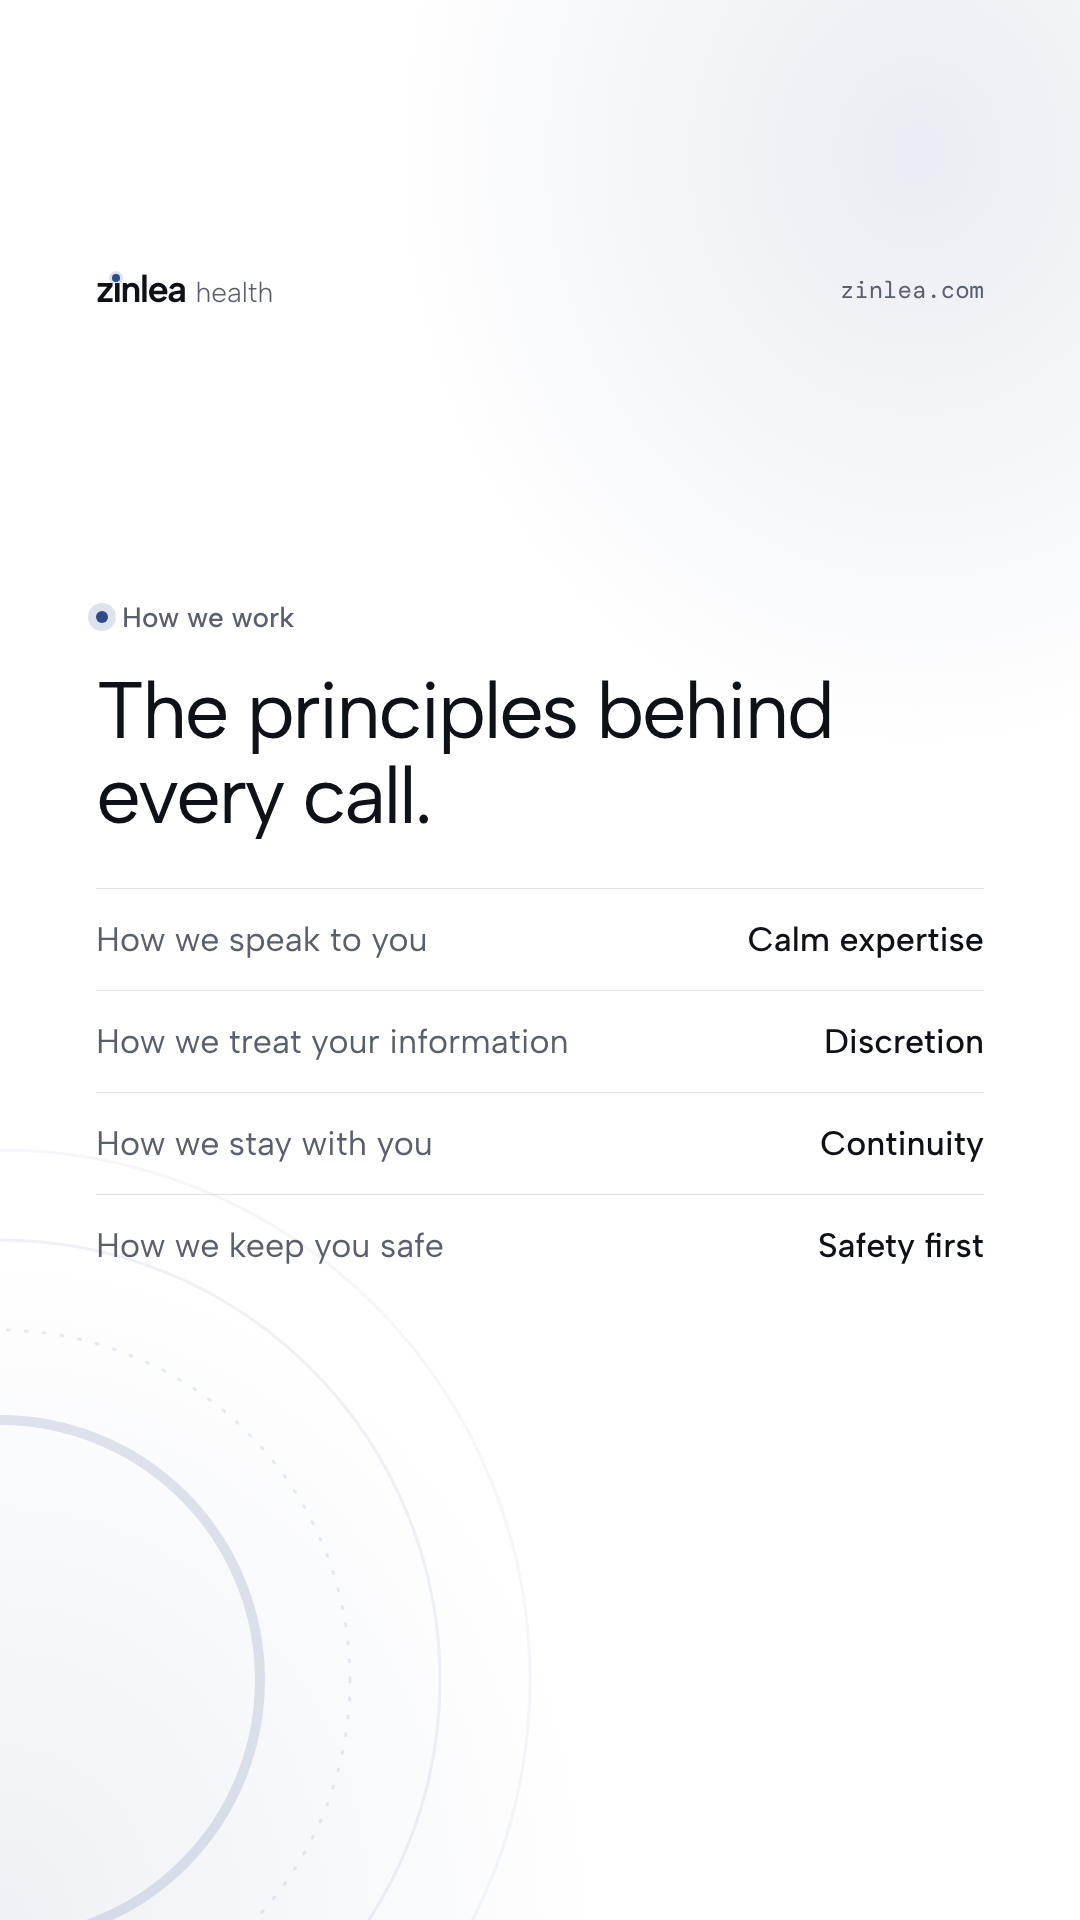 zinlea health
zinlea.com
How we work
The principles behind
every call.
How we speak to you
Calm expertise
How we treat your information
Discretion
How we stay with you
Continuity
How we keep you safe
Safety first